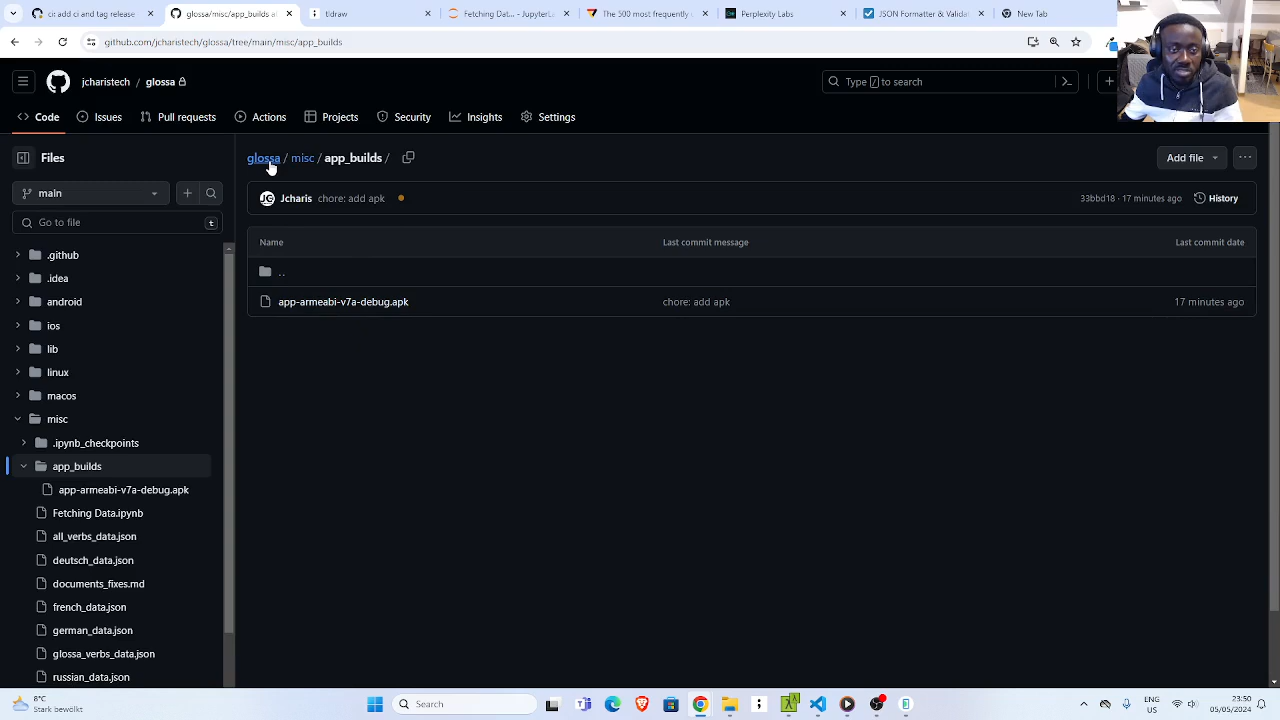 ci and tag release
glossa/misc/app_builds at
tldraw
Fetching Data - JupyterLa
The 500 most frequentl
Perplexity Labs
JSON Formatter & Validat
New Tab
github.com/jcharistech/glossa/tree/main/misc/app_builds
jcharistech / glossa
Type / to search
Code
Issues
Pull requests
Actions
Projects
Security
Insights
Settings
Files
glossa / misc / app_builds /
Add file
main
Jcharis chore: add apk
33bbd18 · 17 minutes ago
History
Go to file
t
Name
Last commit message
Last commit date
.github
..
.idea
android
app-armeabi-v7a-debug.apk
chore: add apk
17 minutes ago
ios
lib
linux
macos
misc
.ipynb_checkpoints
app_builds
app-armeabi-v7a-debug.apk
Fetching Data.ipynb
all_verbs_data.json
deutsch_data.json
documents_fixes.md
french_data.json
german_data.json
glossa_verbs_data.json
russian_data.json
8°C
Stark bewölkt
Search
ENG
US
23:50
05/05/2024